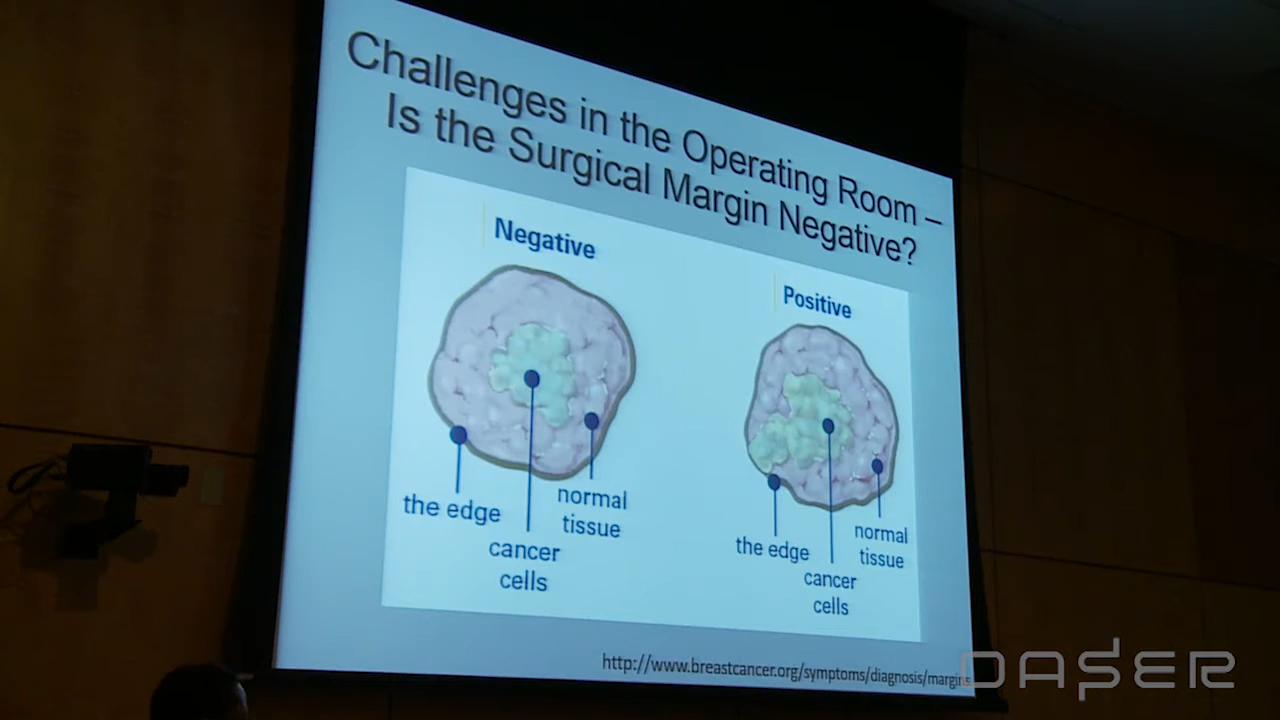 Challenges in the Operating Room –
Is the Surgical Margin Negative?
Negative
Positive
the edge
cancer
cells
normal
tissue
the edge
cancer
cells
normal
tissue
http://www.breastcancer.org/symptoms/diagnosis/margins
DASER